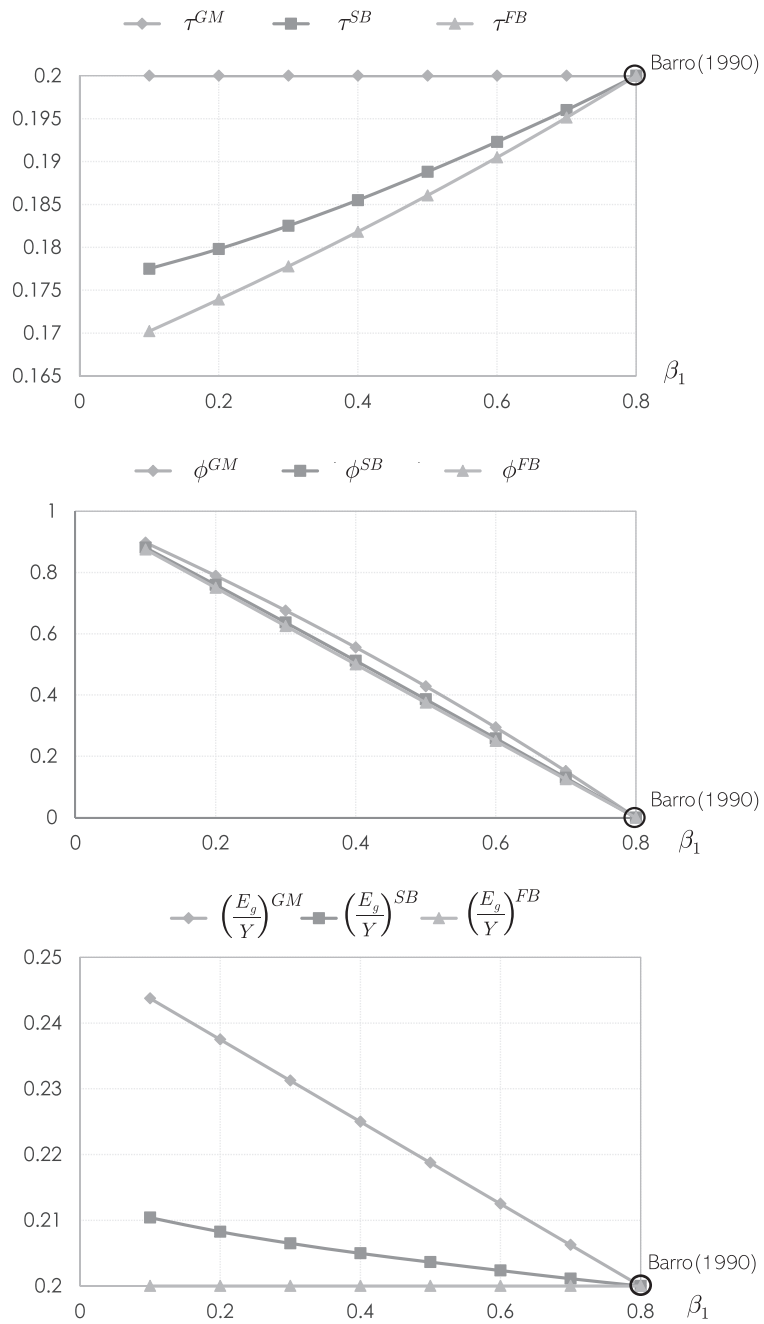 τ^GM τ^SB τ^FB
Barro(1990)
0.2
0.195
0.19
0.185
0.18
0.175
0.17
0.165
β₁
0 0.2 0.4 0.6 0.8
ϕ^GM ϕ^SB ϕ^FB
1
0.8
0.6
0.4
0.2
Barro(1990)
0
0 0.2 0.4 0.6 0.8 β₁
(E_g/Y)^GM (E_g/Y)^SB (E_g/Y)^FB
0.25
0.24
0.23
0.22
0.21
Barro(1990)
0.2
0 0.2 0.4 0.6 0.8 β₁